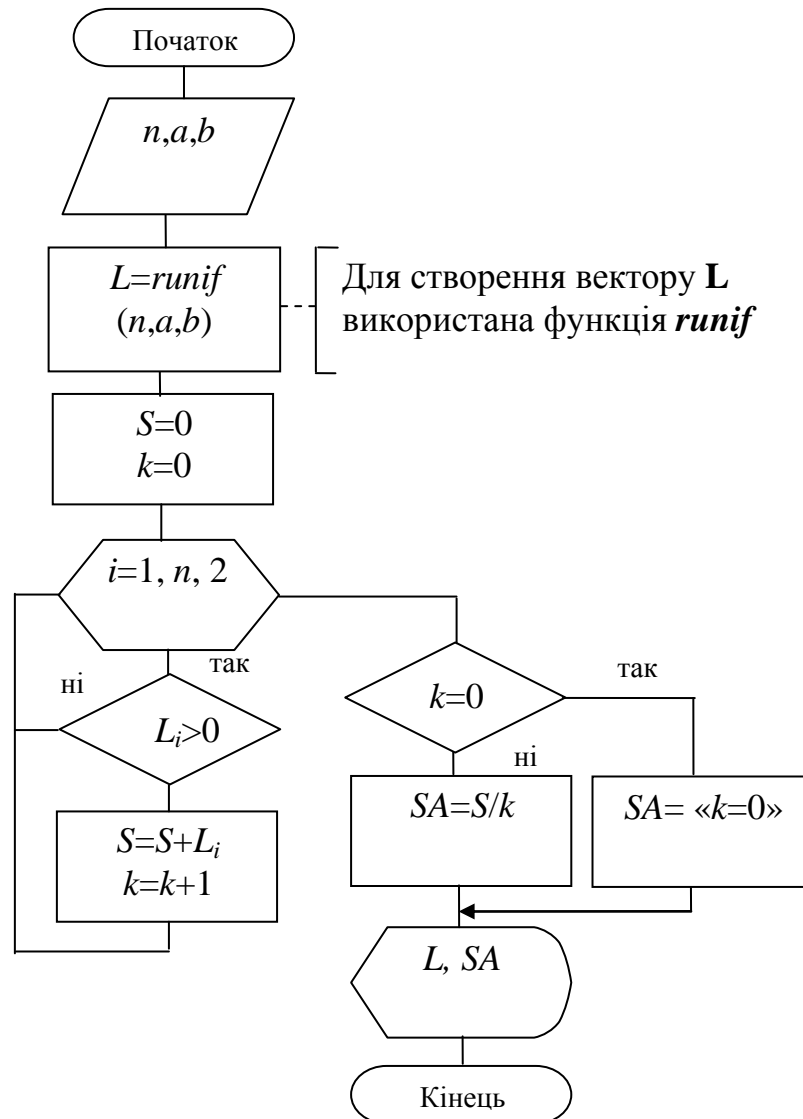 Початок
n,a,b
L=runif
(n,a,b)
Для створення вектору L
використана функція runif
S=0
k=0
i=1, n, 2
так
ні
Lᵢ>0
S=S+Lᵢ
k=k+1
k=0
так
ні
SA=S/k
SA= «k=0»
L, SA
Кінець